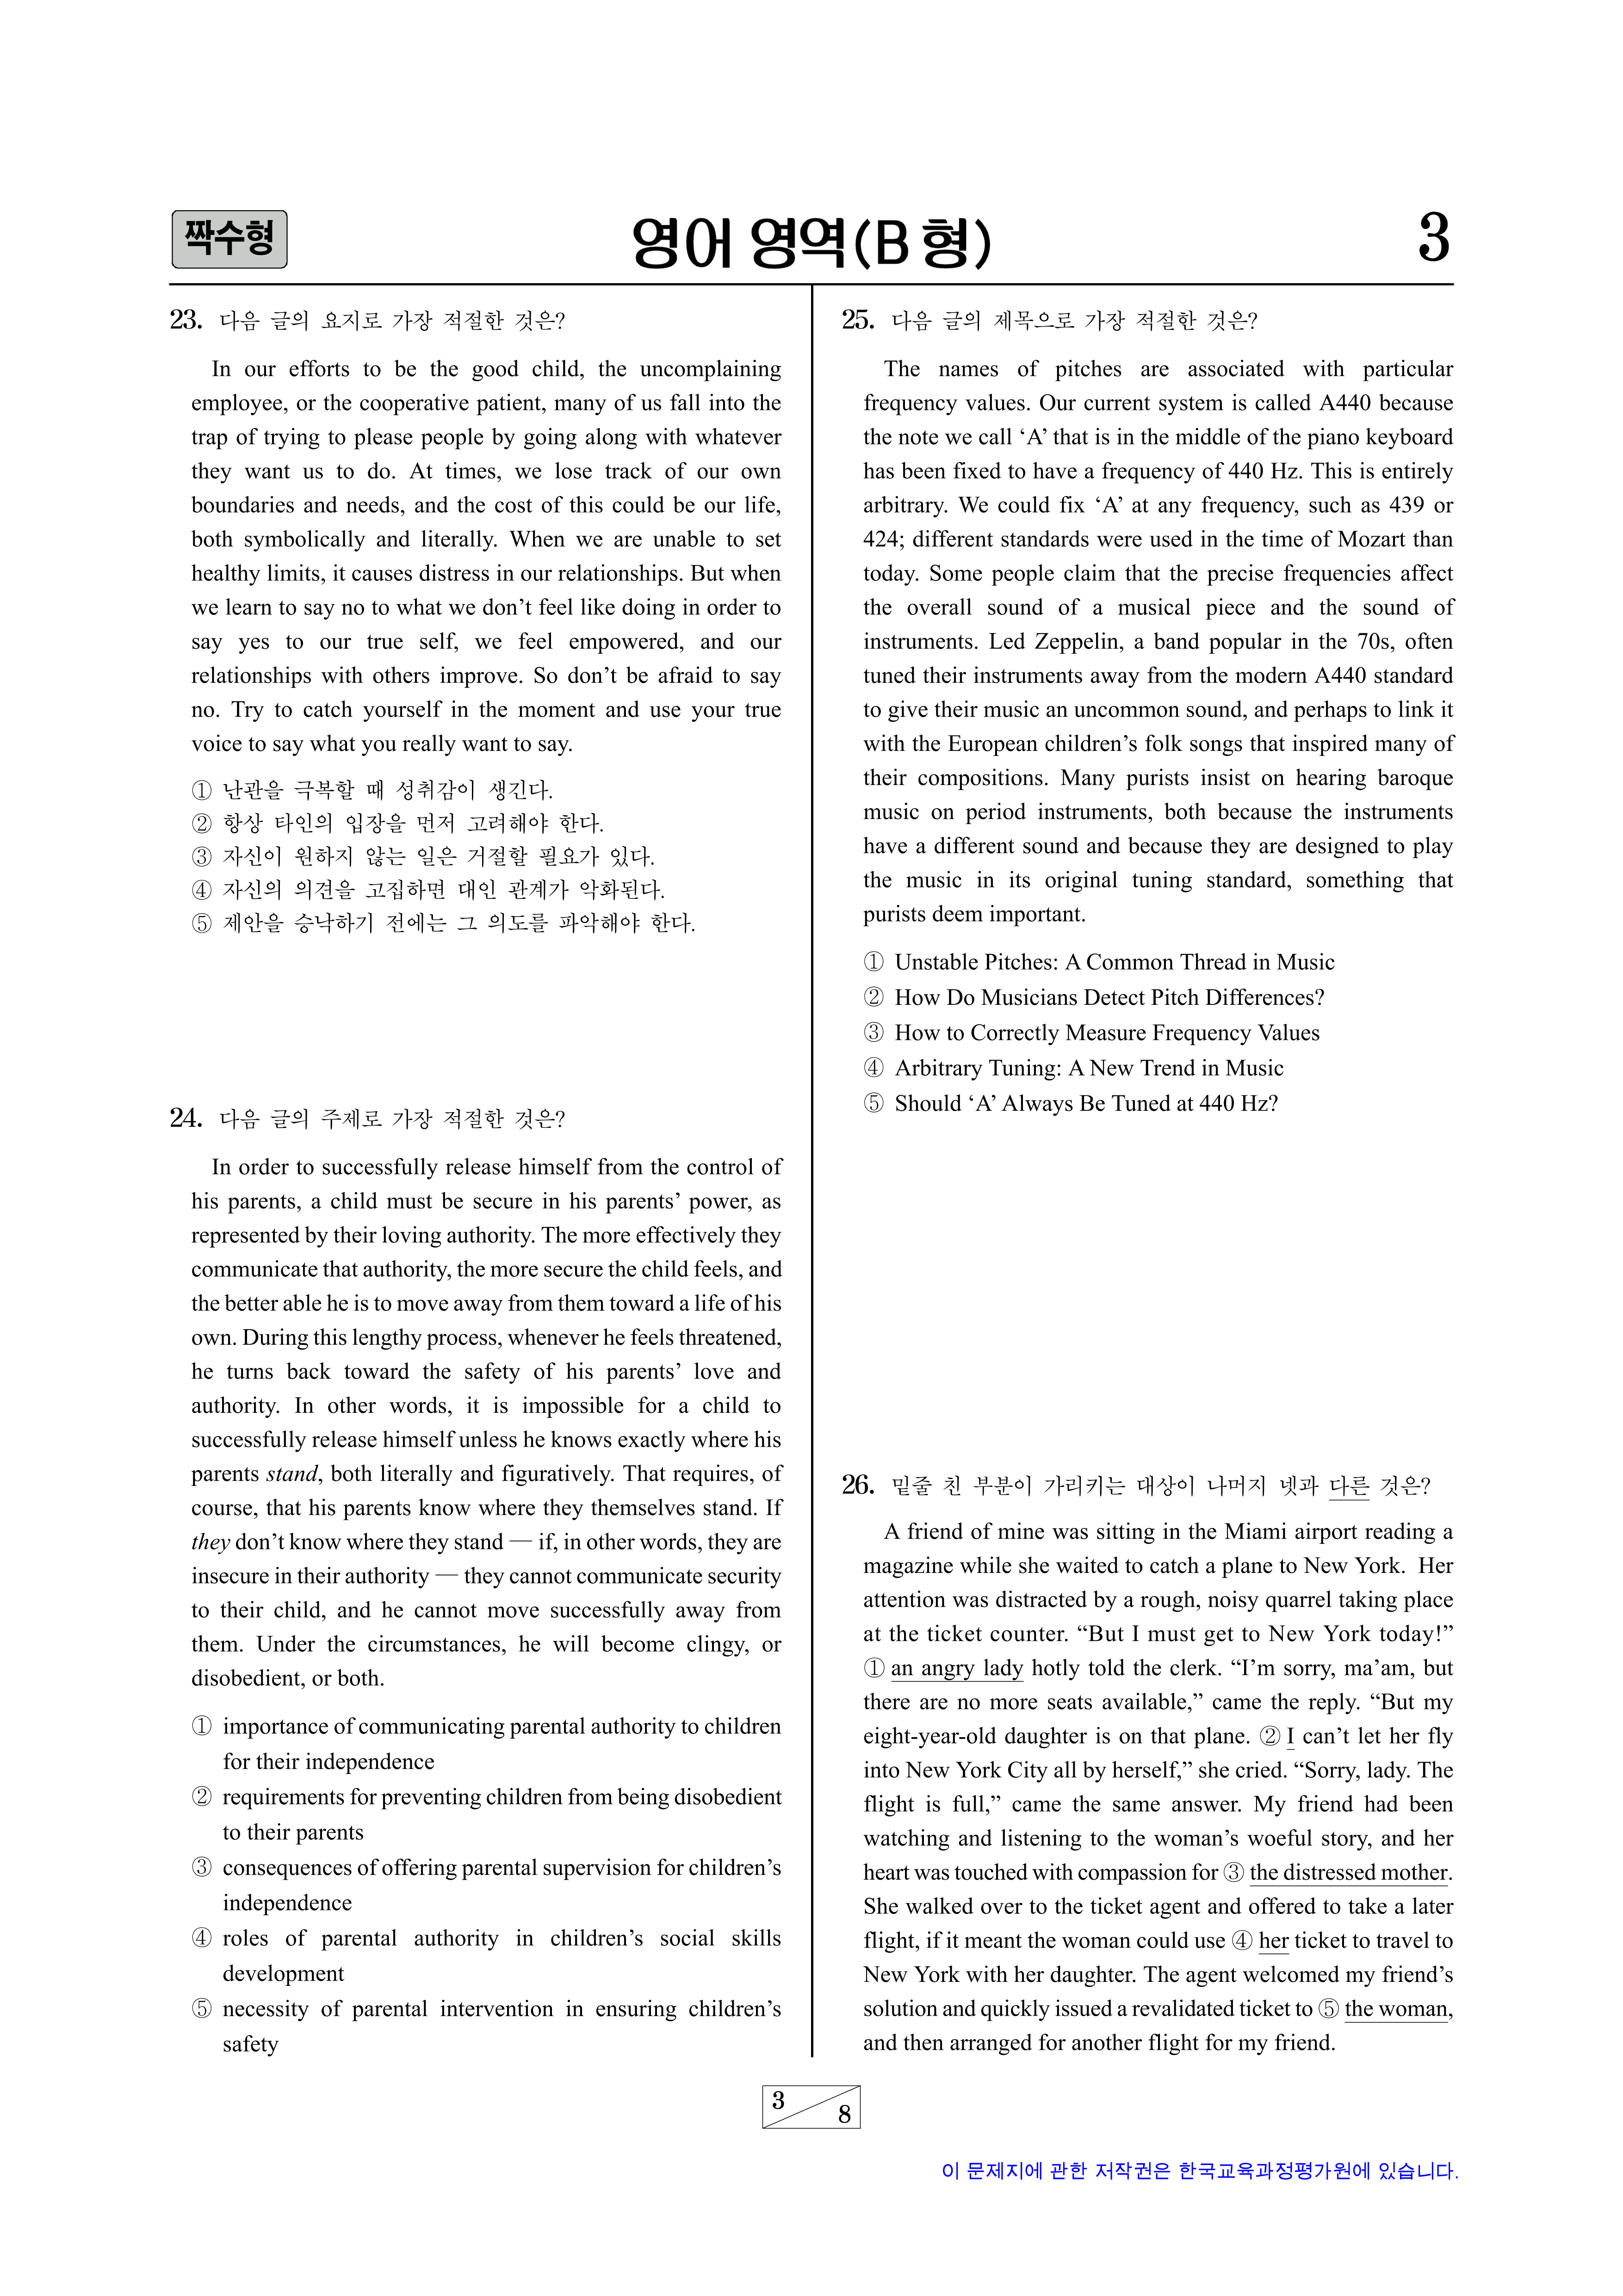 짝수형
영어 영역(B 형)
3
23. 다음 글의 요지로 가장 적절한 것은?
In our efforts to be the good child, the uncomplaining
employee, or the cooperative patient, many of us fall into the
trap of trying to please people by going along with whatever
they want us to do. At times, we lose track of our own
boundaries and needs, and the cost of this could be our life,
both symbolically and literally. When we are unable to set
healthy limits, it causes distress in our relationships. But when
we learn to say no to what we don’t feel like doing in order to
say yes to our true self, we feel empowered, and our
relationships with others improve. So don’t be afraid to say
no. Try to catch yourself in the moment and use your true
voice to say what you really want to say.
① 난관을 극복할 때 성취감이 생긴다.
② 항상 타인의 입장을 먼저 고려해야 한다.
③ 자신이 원하지 않는 일은 거절할 필요가 있다.
④ 자신의 의견을 고집하면 대인 관계가 악화된다.
⑤ 제안을 승낙하기 전에는 그 의도를 파악해야 한다.
24. 다음 글의 주제로 가장 적절한 것은?
In order to successfully release himself from the control of
his parents, a child must be secure in his parents’ power, as
represented by their loving authority. The more effectively they
communicate that authority, the more secure the child feels, and
the better able he is to move away from them toward a life of his
own. During this lengthy process, whenever he feels threatened,
he turns back toward the safety of his parents’ love and
authority. In other words, it is impossible for a child to
successfully release himself unless he knows exactly where his
parents stand, both literally and figuratively. That requires, of
course, that his parents know where they themselves stand. If
they don’t know where they stand — if, in other words, they are
insecure in their authority — they cannot communicate security
to their child, and he cannot move successfully away from
them. Under the circumstances, he will become clingy, or
disobedient, or both.
① importance of communicating parental authority to children
for their independence
② requirements for preventing children from being disobedient
to their parents
③ consequences of offering parental supervision for children’s
independence
④ roles of parental authority in children’s social skills
development
⑤ necessity of parental intervention in ensuring children’s
safety
25. 다음 글의 제목으로 가장 적절한 것은?
The names of pitches are associated with particular
frequency values. Our current system is called A440 because
the note we call ‘A’ that is in the middle of the piano keyboard
has been fixed to have a frequency of 440 Hz. This is entirely
arbitrary. We could fix ‘A’ at any frequency, such as 439 or
424; different standards were used in the time of Mozart than
today. Some people claim that the precise frequencies affect
the overall sound of a musical piece and the sound of
instruments. Led Zeppelin, a band popular in the 70s, often
tuned their instruments away from the modern A440 standard
to give their music an uncommon sound, and perhaps to link it
with the European children’s folk songs that inspired many of
their compositions. Many purists insist on hearing baroque
music on period instruments, both because the instruments
have a different sound and because they are designed to play
the music in its original tuning standard, something that
purists deem important.
① Unstable Pitches: A Common Thread in Music
② How Do Musicians Detect Pitch Differences?
③ How to Correctly Measure Frequency Values
④ Arbitrary Tuning: A New Trend in Music
⑤ Should ‘A’ Always Be Tuned at 440 Hz?
26. 밑줄 친 부분이 가리키는 대상이 나머지 넷과 다른 것은?
A friend of mine was sitting in the Miami airport reading a
magazine while she waited to catch a plane to New York. Her
attention was distracted by a rough, noisy quarrel taking place
at the ticket counter. “But I must get to New York today!”
① an angry lady hotly told the clerk. “I’m sorry, ma’am, but
there are no more seats available,” came the reply. “But my
eight-year-old daughter is on that plane. ② I can’t let her fly
into New York City all by herself,” she cried. “Sorry, lady. The
flight is full,” came the same answer. My friend had been
watching and listening to the woman’s woeful story, and her
heart was touched with compassion for ③ the distressed mother.
She walked over to the ticket agent and offered to take a later
flight, if it meant the woman could use ④ her ticket to travel to
New York with her daughter. The agent welcomed my friend’s
solution and quickly issued a revalidated ticket to ⑤ the woman,
and then arranged for another flight for my friend.
3
8
이 문제지에 관한 저작권은 한국교육과정평가원에 있습니다.